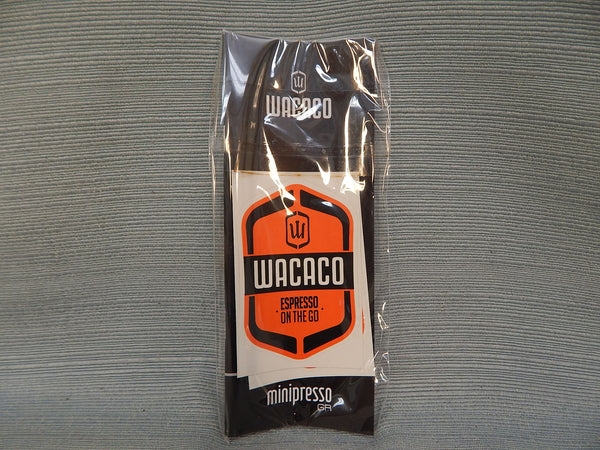 WACACO
WACACO
ESPRESSO
· ON THE GO ·
minipresso
GR